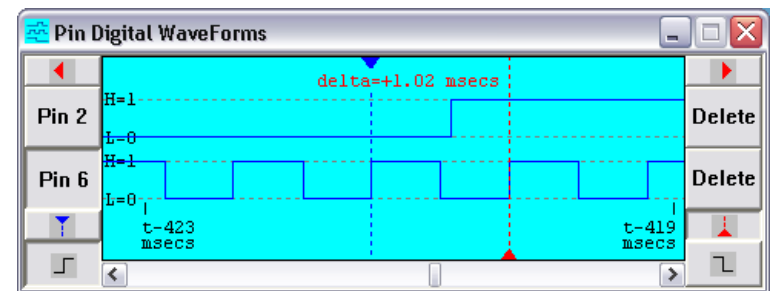 Pin Digital WaveForms
delta=+1.02 msecs
H=1
Pin 2
Delete
L=0
H=1
Pin 6
Delete
L=0
t-423
msecs
t-419
msecs